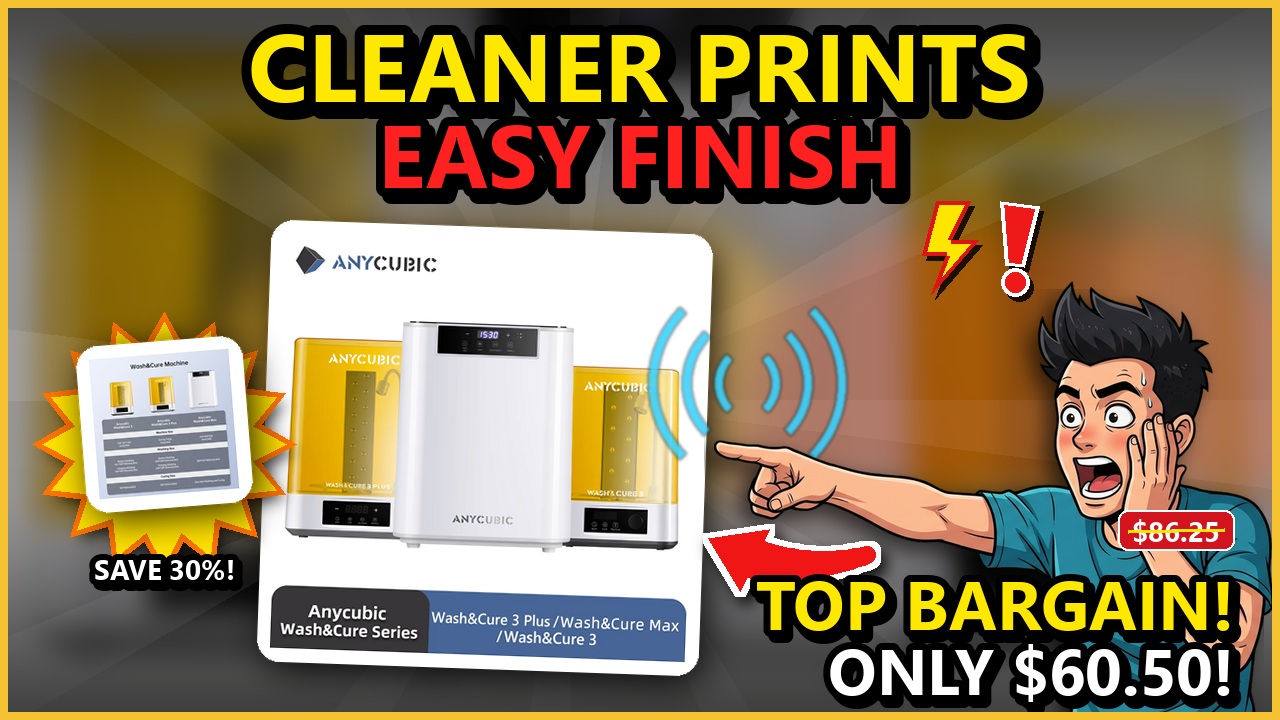 CLEANER PRINTS
EASY FINISH
ANYCUBIC
1530
ANYCUBIC
ANYCUBIC
WASH&CURE 3 PLUS
WASH&CURE 3
ANYCUBIC
Wash&Cure Machine
SAVE 30%!
Anycubic
Wash&Cure Series
Wash&Cure 3 Plus /Wash&Cure Max
/Wash&Cure 3
$86.25
TOP BARGAIN!
ONLY $60.50!